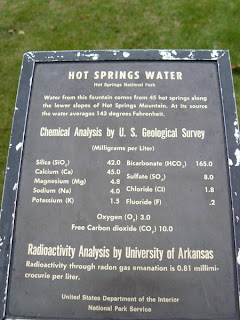 HOT SPRINGS WATER
Hot Springs National Park
Water from this fountain comes from 45 hot springs along
the lower slopes of Hot Springs Mountain. At its source
the water averages 143 degrees Fahrenheit.
Chemical Analysis by U. S. Geological Survey
(Milligrams per Liter)
Silica (SiO₂) 42.0 Bicarbonate (HCO₃) 165.0
Calcium (Ca) 45.0
Sulfate (SO₄) 8.0
Magnesium (Mg) 4.8
Chloride (Cl) 1.8
Sodium (Na) 4.0
Potassium (K) 1.5 Fluoride (F) .2
Oxygen (O₂) 3.0
Free Carbon dioxide (CO₂) 10.0
Radioactivity Analysis by University of Arkansas
Radioactivity through radon gas emanation is 0.81 millimi-
crocurie per liter.
United States Department of the Interior
National Park Service